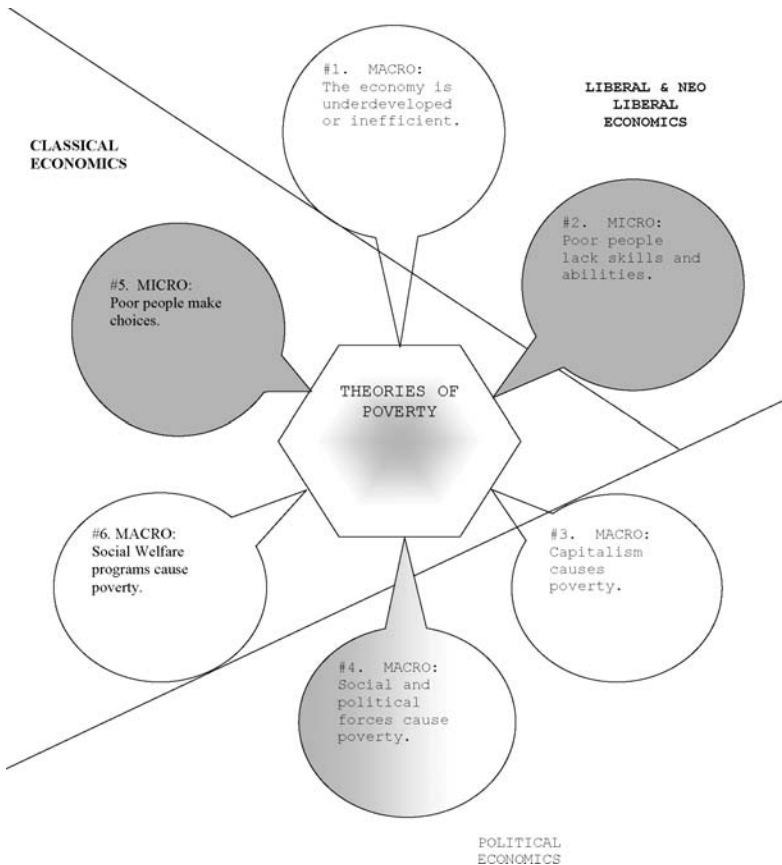 #1. MACRO:
The economy is
underdeveloped
or inefficient.
LIBERAL & NEO
LIBERAL
ECONOMICS
CLASSICAL
ECONOMICS
#2. MICRO:
Poor people
lack skills and
abilities.
#5. MICRO:
Poor people make
choices.
THEORIES OF
POVERTY
#6. MACRO:
Social Welfare
programs cause
poverty.
#3. MACRO:
Capitalism
causes
poverty.
#4. MACRO:
Social and
political
forces cause
poverty.
POLITICAL
ECONOMICS